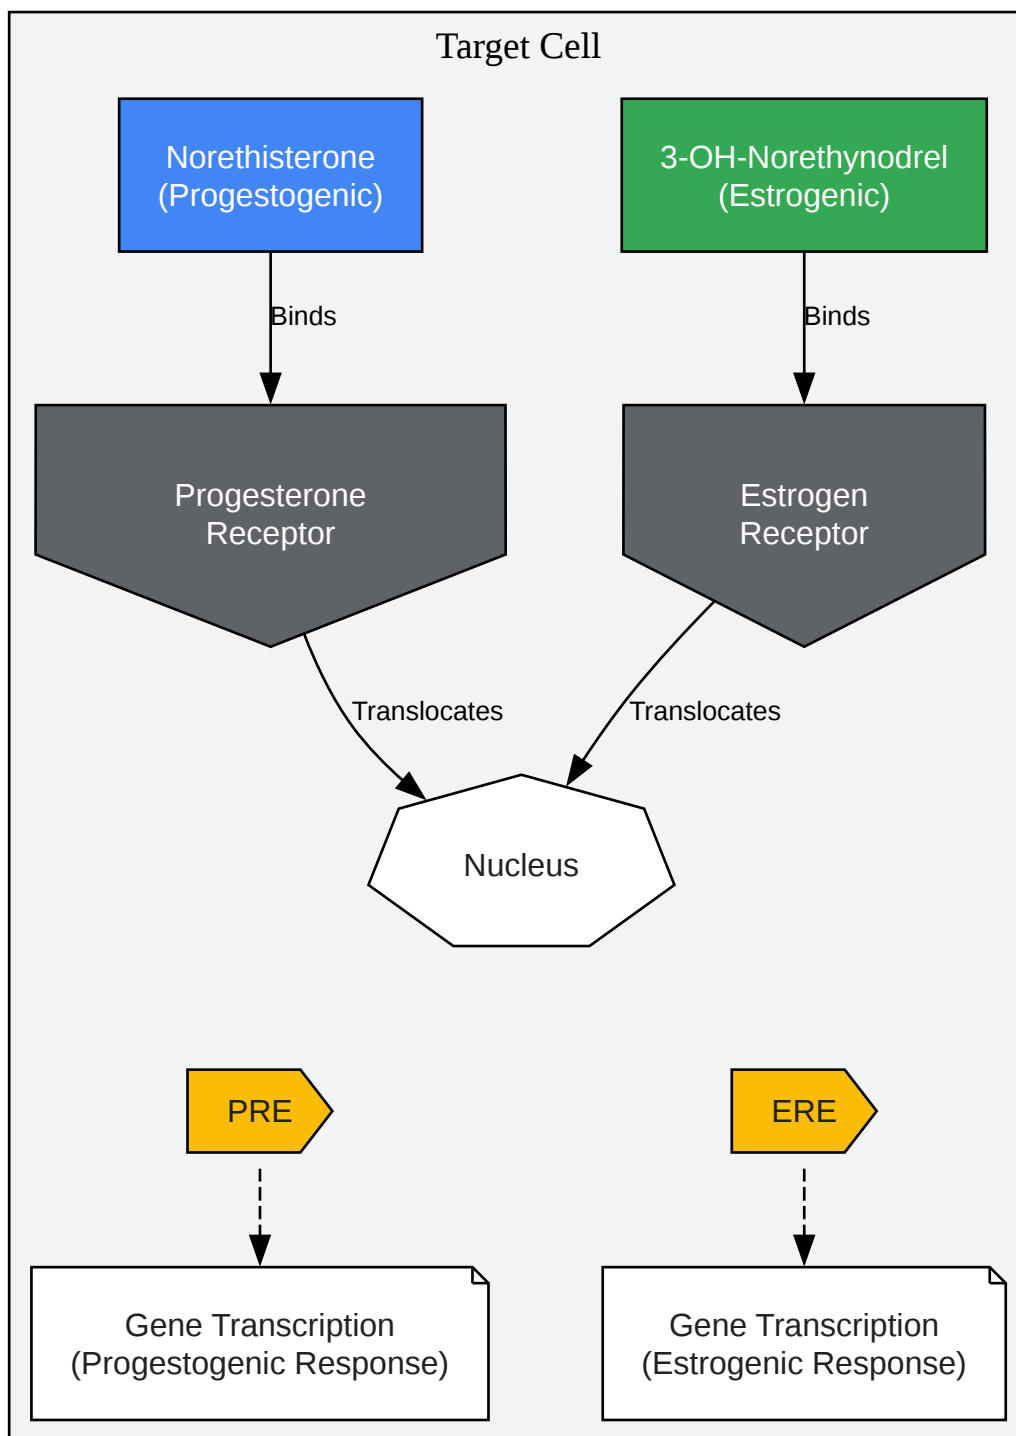 Target Cell
Norethisterone
(Progestogenic)
3-OH-Norethynodrel
(Estrogenic)
Binds
Binds
Progesterone
Receptor
Estrogen
Receptor
Translocates
Translocates
Nucleus
PRE
ERE
Gene Transcription
(Progestogenic Response)
Gene Transcription
(Estrogenic Response)